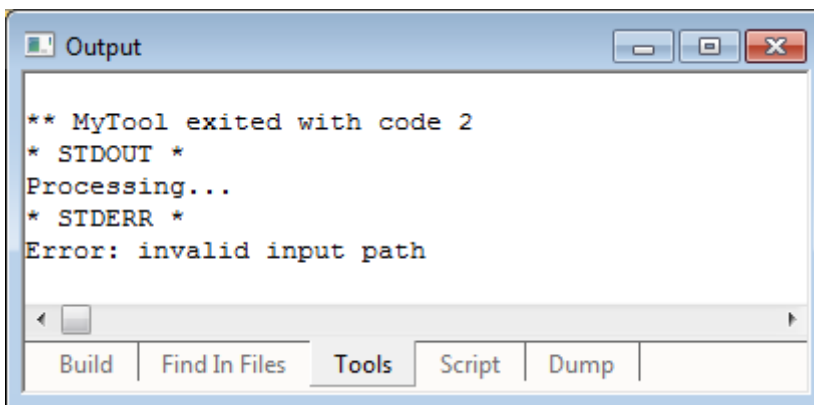 Output
** MyTool exited with code 2
* STDOUT *
Processing...
* STDERR *
Error: invalid input path
Build Find In Files Tools Script Dump